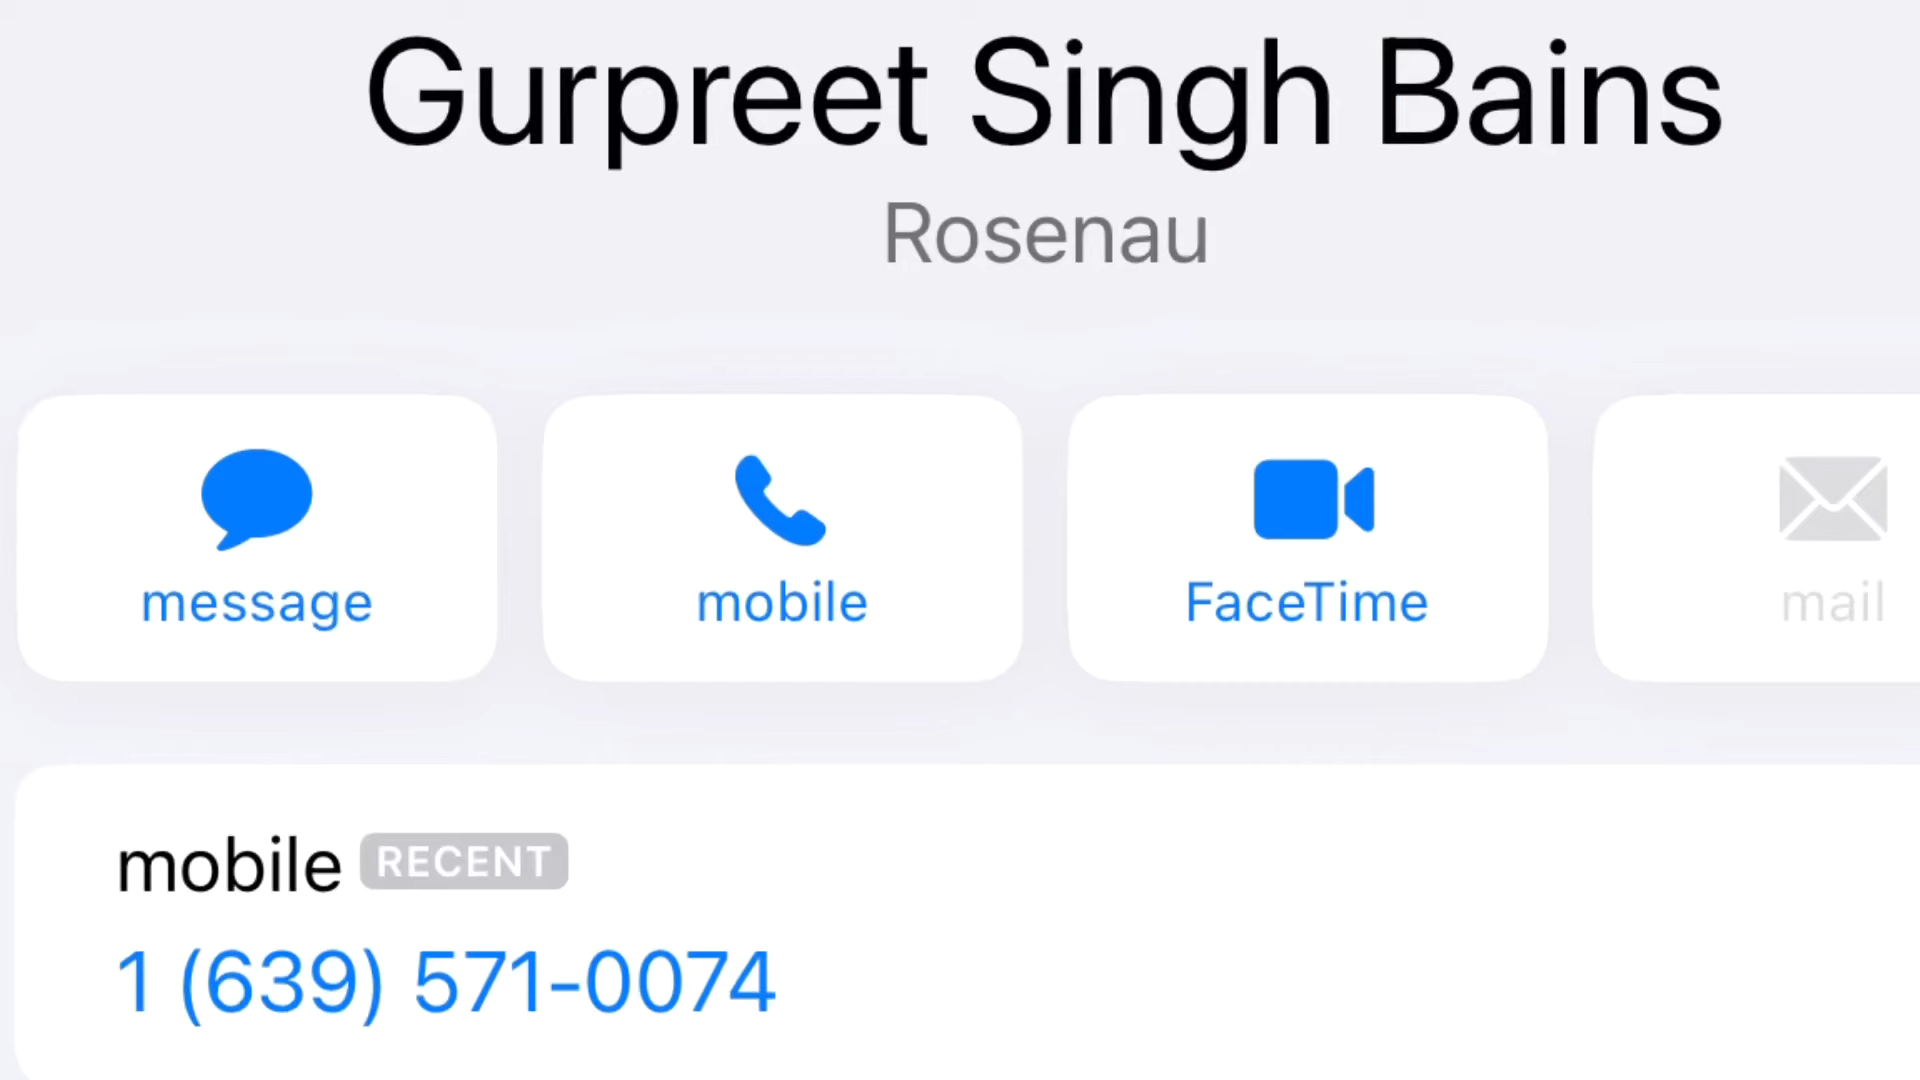 Gurpreet Singh Bains
Rosenau
message
mobile
FaceTime
mail
mobile RECENT
1 (639) 571-0074